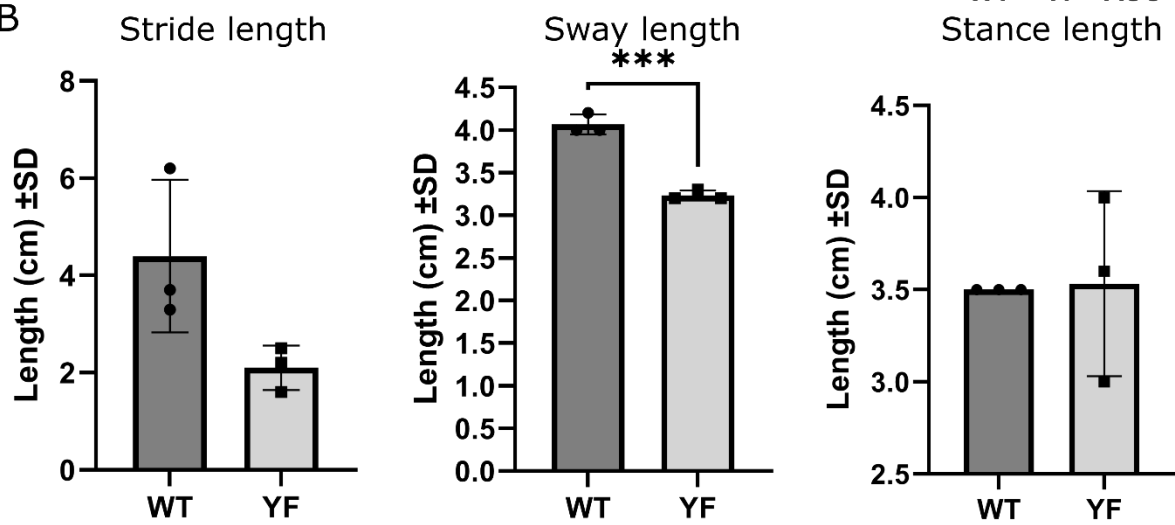 B
Stride length
Length (cm) ±SD
8
6
4
2
0
WT YF
Sway length
***
Length (cm) ±SD
4.5
4.0
3.5
3.0
2.5
2.0
1.5
1.0
0.5
0.0
WT YF
Stance length
Length (cm) ±SD
4.5
4.0
3.5
3.0
2.5
WT YF